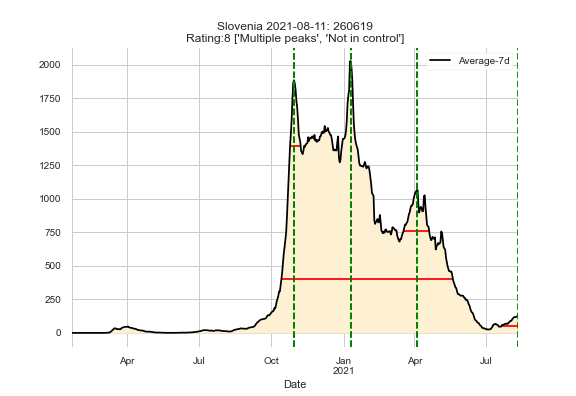 Slovenia 2021-08-11: 260619
Rating:8 ['Multiple peaks', 'Not in control']
Average-7d
2000
1750
1500
1250
1000
750
500
250
0
Apr
Jul
Oct
Jan
2021
Apr
Jul
Date